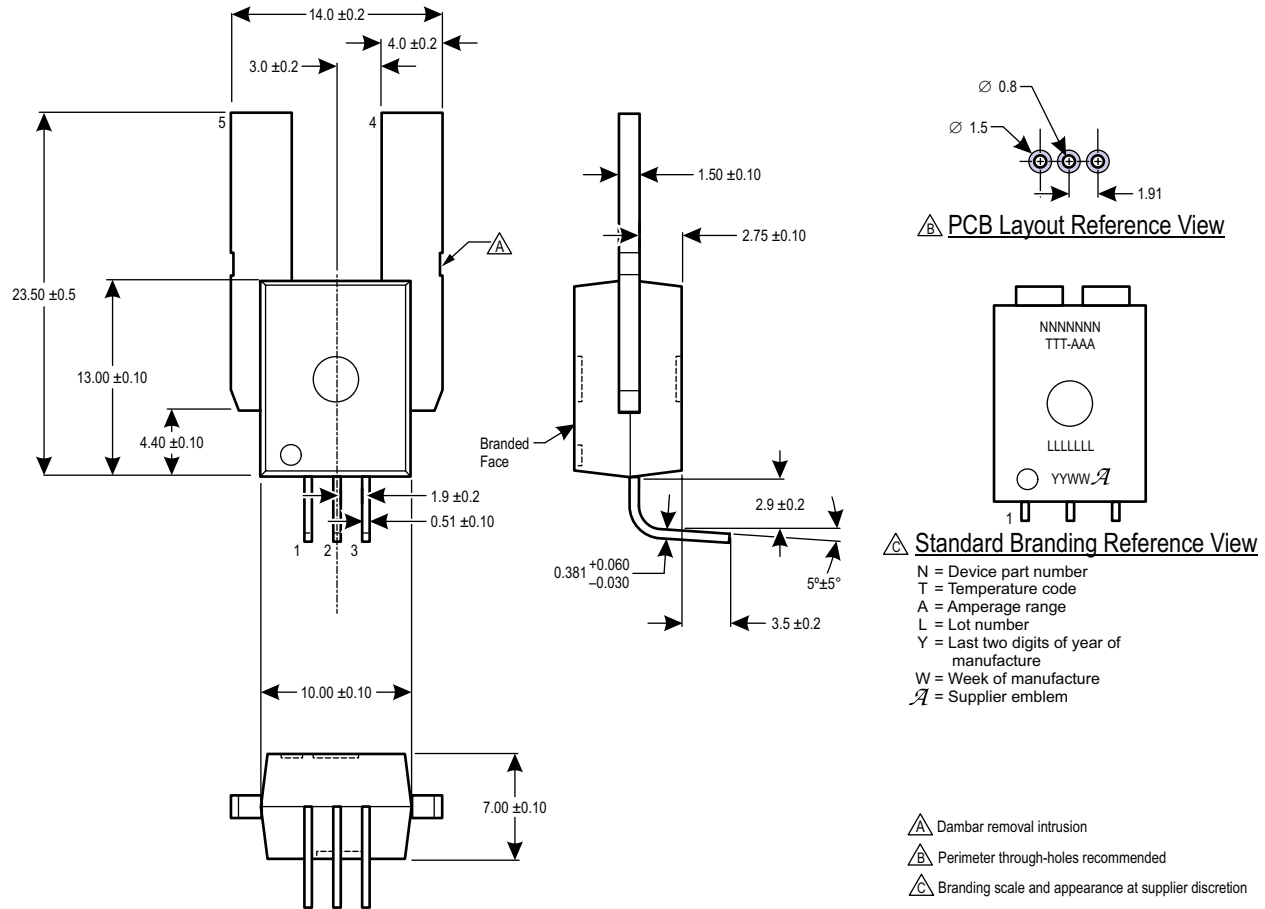 14.0 ±0.2
4.0 ±0.2
3.0 ±0.2
5
4
A
23.50 ±0.5
13.00 ±0.10
4.40 ±0.10
1.9 ±0.2
0.51 ±0.10
1 2 3
10.00 ±0.10
7.00 ±0.10
1.50 ±0.10
2.75 ±0.10
Branded
Face
2.9 ±0.2
0.381 +0.060
–0.030
5°±5°
3.5 ±0.2
∅ 0.8
∅ 1.5
1.91
B PCB Layout Reference View
NNNNNNN
TTT-AAA
LLLLLLL
YYWW A
1
C Standard Branding Reference View
N = Device part number
T = Temperature code
A = Amperage range
L = Lot number
Y = Last two digits of year of
manufacture
W = Week of manufacture
A = Supplier emblem
A Dambar removal intrusion
B Perimeter through-holes recommended
C Branding scale and appearance at supplier discretion